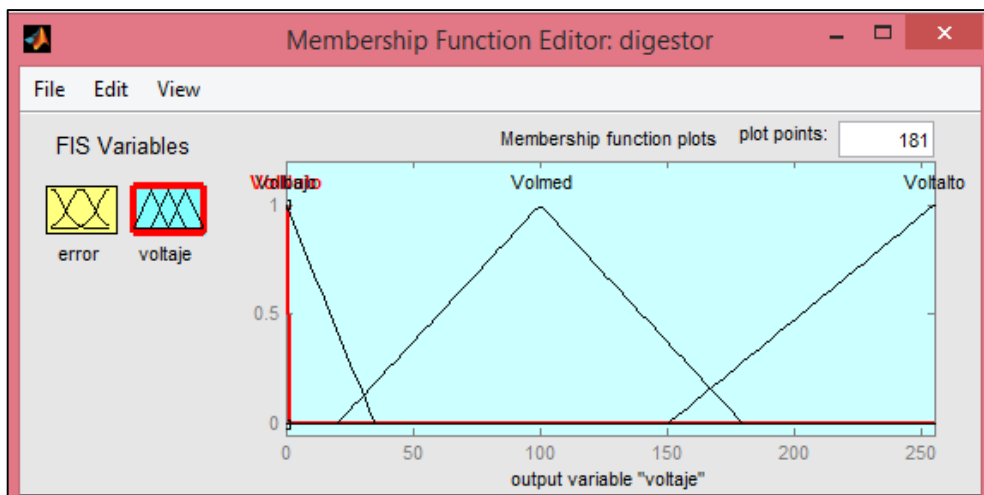 Membership Function Editor: digestor
File Edit View
FIS Variables
Membership function plots
plot points:
181
error
voltaje
Volmed
Voltalto
1
0.5
0
0
50
100
150
200
250
output variable "voltaje"